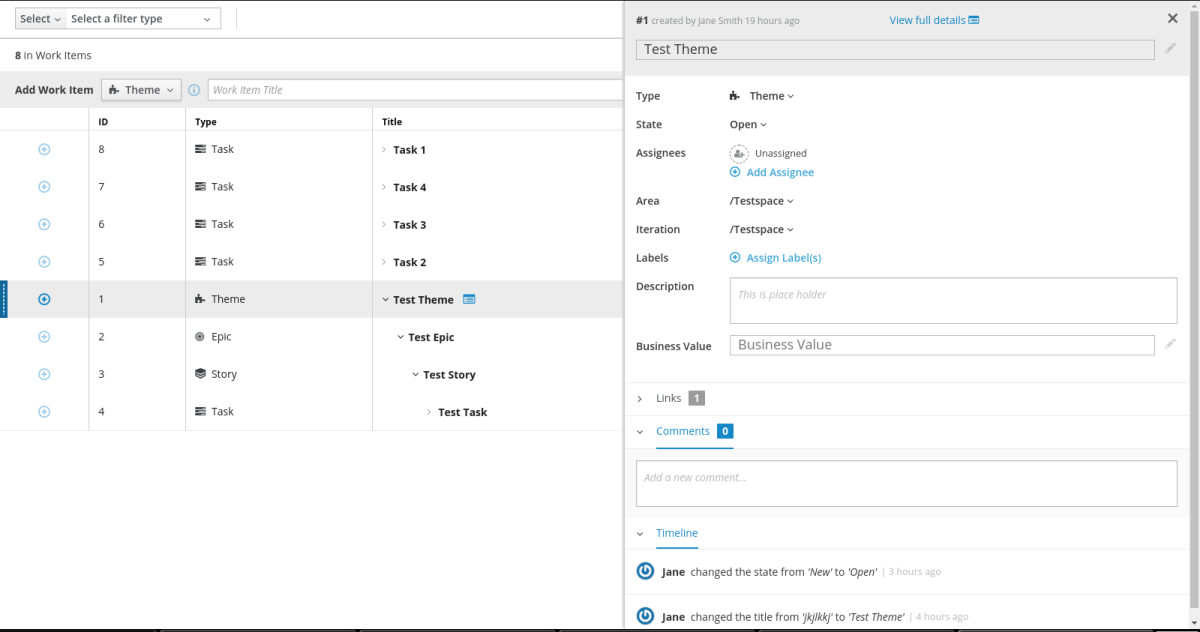 Select Select a filter type
8 in Work Items
Add Work Item Theme Work Item Title
ID Type Title
8 Task Task 1
7 Task Task 4
6 Task Task 3
5 Task Task 2
1 Theme Test Theme
2 Epic Test Epic
3 Story Test Story
4 Task Test Task
#1 created by Jane Smith 19 hours ago View full details
Test Theme
Type Theme
State Open
Assignees Unassigned
Add Assignee
Area /Testspace
Iteration /Testspace
Labels Assign Label(s)
Description This is place holder
Business Value Business Value
Links 1
Comments 0
Add a new comment...
Timeline
Jane changed the state from 'New' to 'Open' | 3 hours ago
Jane changed the title from 'jkjlkkj' to 'Test Theme' | 4 hours ago